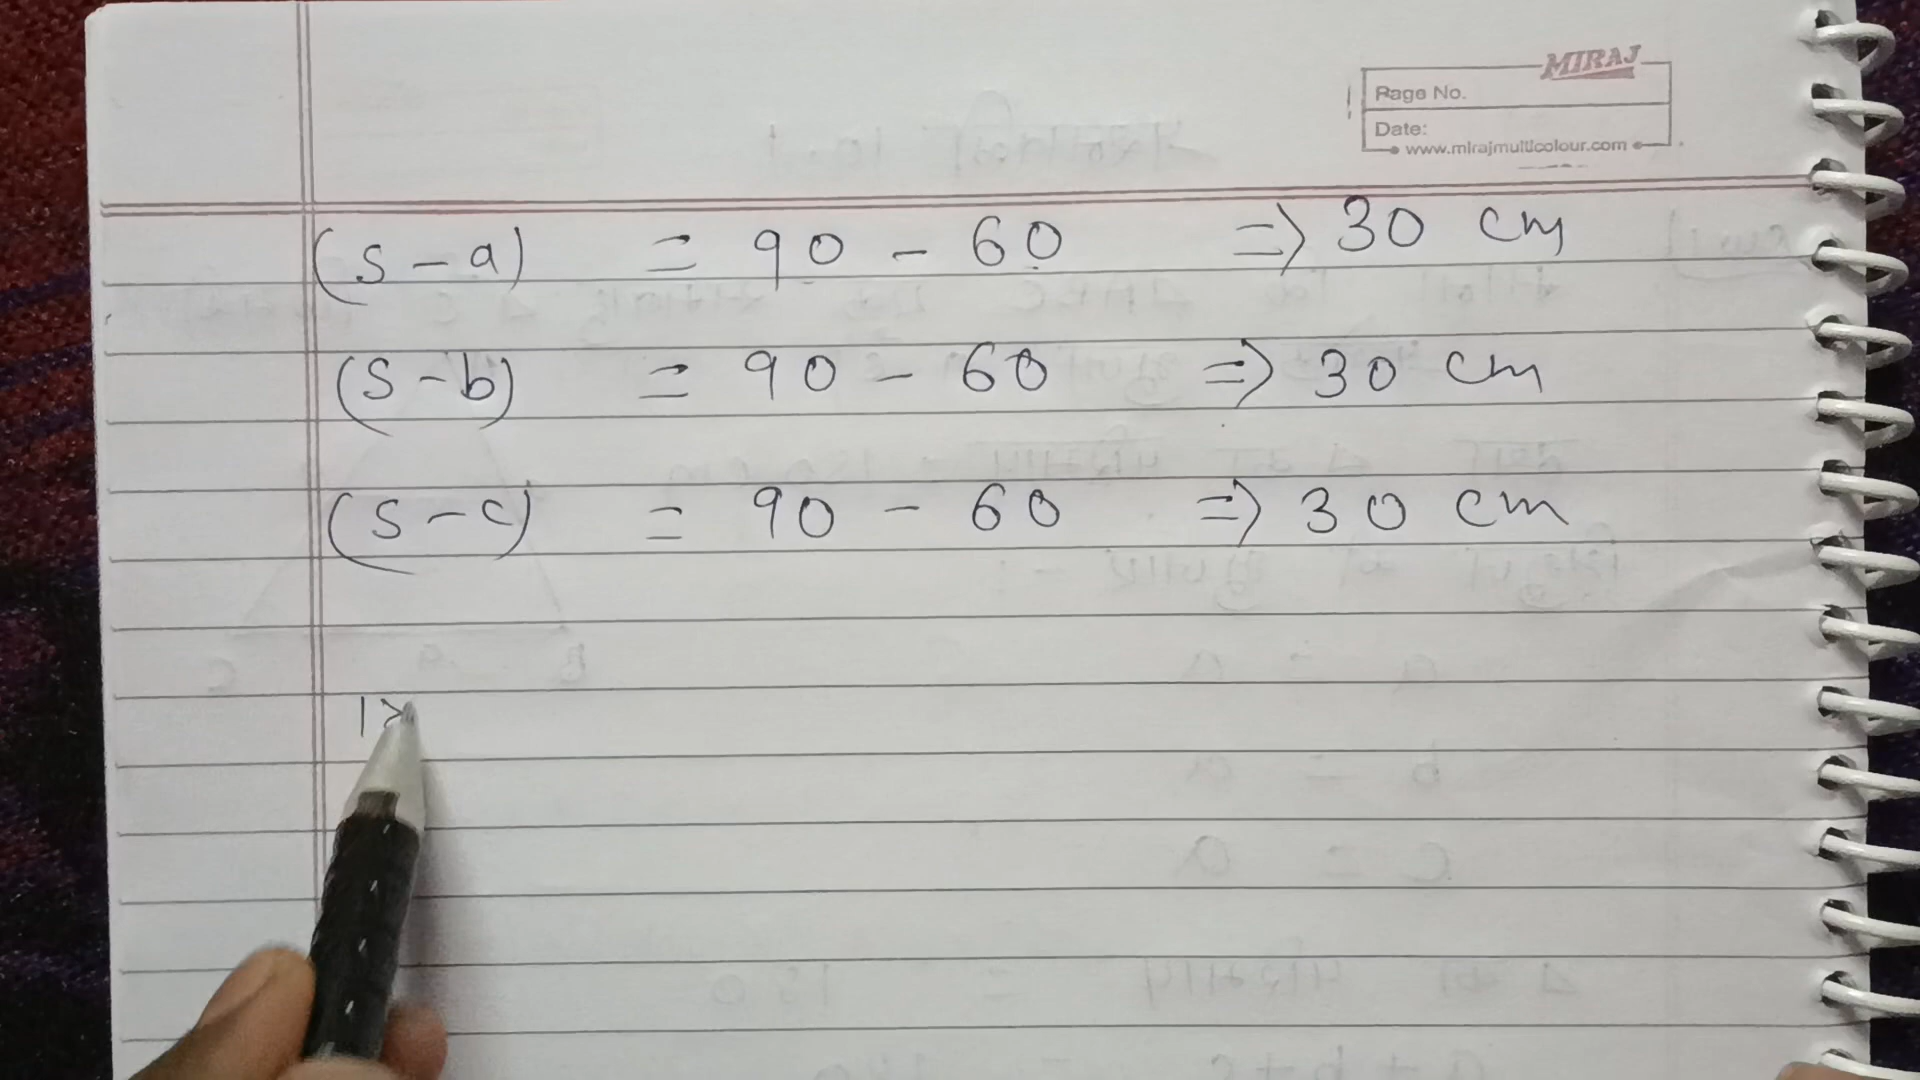 MIRAJ
Page No.
Date:
www.mirajmulticolour.com
(s - a) = 90 - 60 => 30 cm
(s - b) = 90 - 60 => 30 cm
(s - c) = 90 - 60 => 30 cm